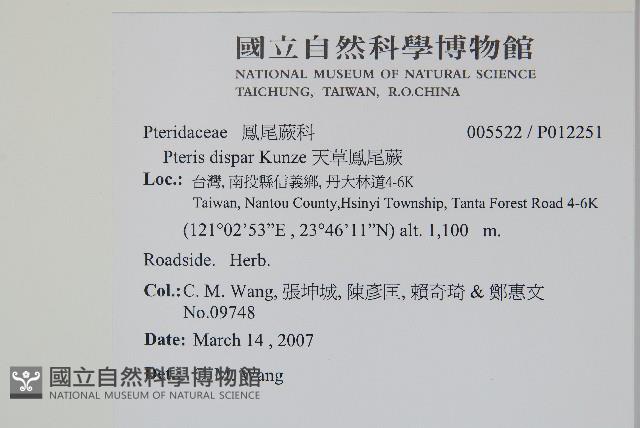 國立自然科學博物館
NATIONAL MUSEUM OF NATURAL SCIENCE
TAICHUNG, TAIWAN, R.O.CHINA
Pteridaceae 鳳尾蕨科 005522 / P012251
Pteris dispar Kunze 天草鳳尾蕨
Loc.: 台灣, 南投縣信義鄉, 丹大林道4-6K
Taiwan, Nantou County,Hsinyi Township, Tanta Forest Road 4-6K
(121°02’53”E , 23°46’11”N) alt. 1,100 m.
Roadside. Herb.
Col.:C. M. Wang, 張坤城, 陳彥匡, 賴奇琦 & 鄭惠文
No.09748
Date: March 14 , 2007
Det. Wang
國立自然科學博物館
NATIONAL MUSEUM OF NATURAL SCIENCE